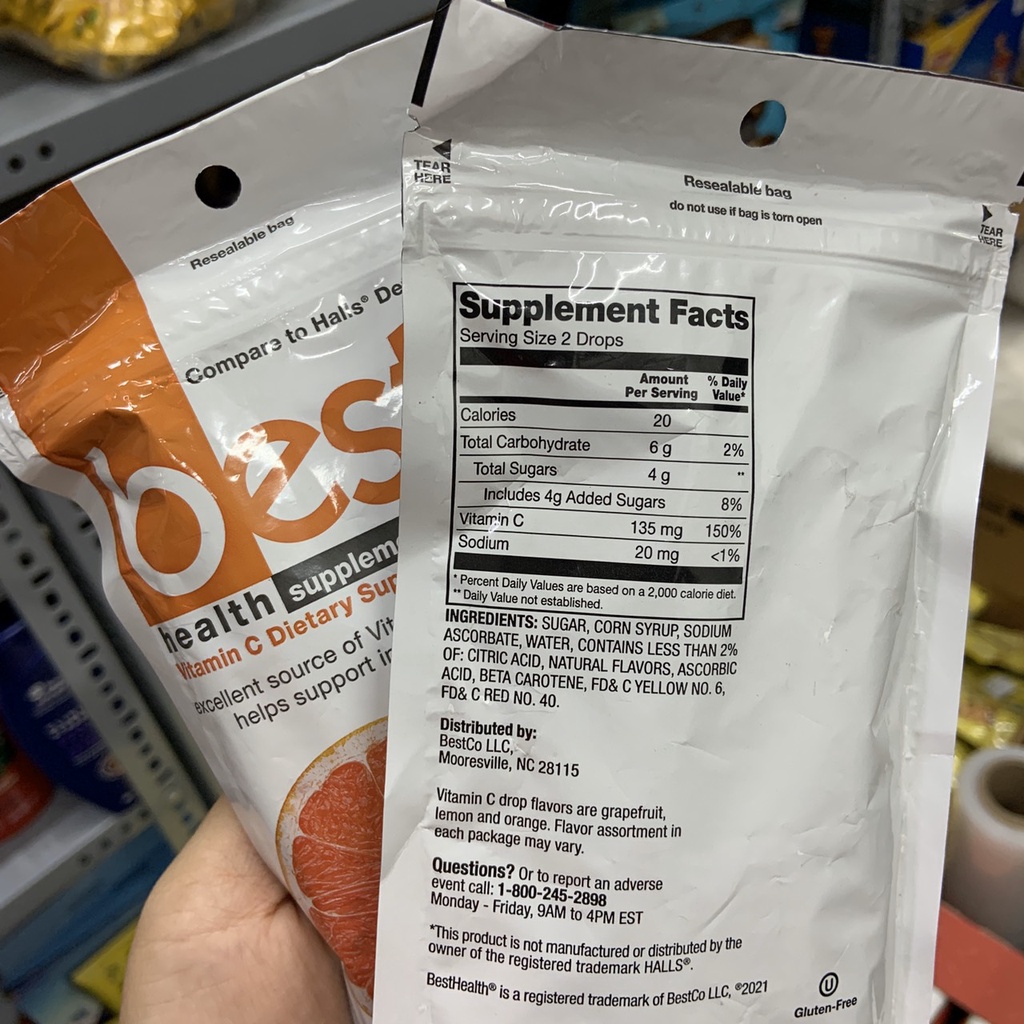 Resealable bag
Compare to Halls® De
best
health supplem
Vitamin C Dietary Sup
excellent source of Vit
helps support i
TEAR
HERE
Resealable bag
do not use if bag is torn open
TEAR
HERE
Supplement Facts
Serving Size 2 Drops
Amount Per Serving % Daily Value*
Calories 20
Total Carbohydrate 6 g 2%
Total Sugars 4 g **
Includes 4g Added Sugars 8%
Vitamin C 135 mg 150%
Sodium 20 mg <1%
* Percent Daily Values are based on a 2,000 calorie diet.
** Daily Value not established.
INGREDIENTS: SUGAR, CORN SYRUP, SODIUM
ASCORBATE, WATER, CONTAINS LESS THAN 2%
OF: CITRIC ACID, NATURAL FLAVORS, ASCORBIC
ACID, BETA CAROTENE, FD& C YELLOW NO. 6,
FD& C RED NO. 40.
Distributed by:
BestCo LLC,
Mooresville, NC 28115
Vitamin C drop flavors are grapefruit,
lemon and orange. Flavor assortment in
each package may vary.
Questions? Or to report an adverse
event call: 1-800-245-2898
Monday - Friday, 9AM to 4PM EST
*This product is not manufactured or distributed by the
owner of the registered trademark HALLS®.
BestHealth® is a registered trademark of BestCo LLC, ®2021
U
Gluten-Free